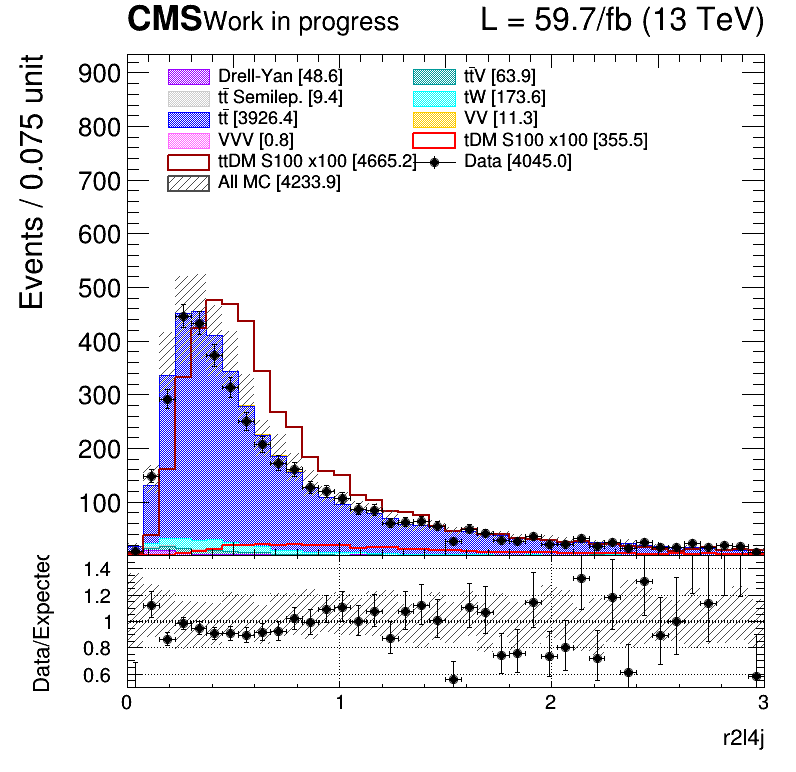 CMS Work in progress L = 59.7/fb (13 TeV)
Events / 0.075 unit
900
800
700
600
500
400
300
200
100
Drell-Yan [48.6]
tt̄V [63.9]
tt̄ Semilep. [9.4]
tW [173.6]
tt̄ [3926.4]
VV [11.3]
VVV [0.8]
tDM S100 x100 [355.5]
ttDM S100 x100 [4665.2]
Data [4045.0]
All MC [4233.9]
Data/Expected
1.4
1.2
1
0.8
0.6
0 1 2 3
r2l4j